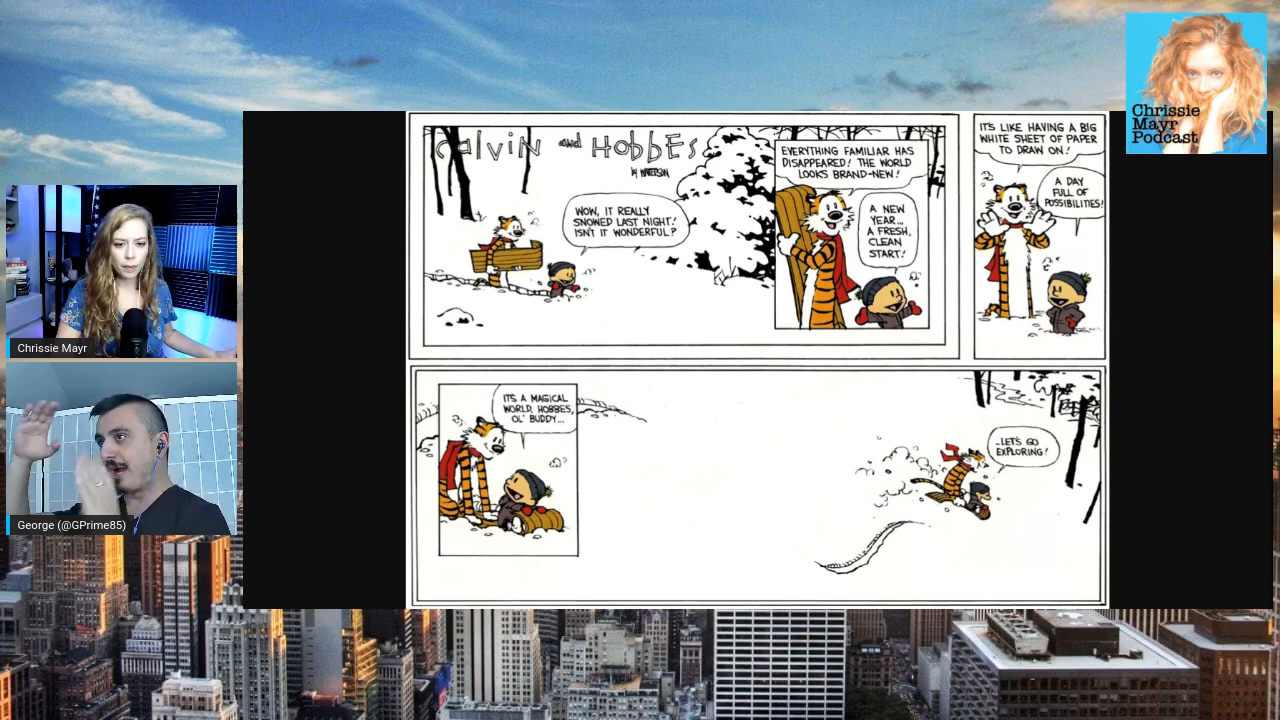 Chrissie
Mayr
Podcast
Calvin and HobbEs
by WATTERSON
WOW, IT REALLY
SNOWED LAST NIGHT!
ISN'T IT WONDERFUL?
EVERYTHING FAMILIAR HAS
DISAPPEARED! THE WORLD
LOOKS BRAND-NEW!
A NEW
YEAR...
A FRESH,
CLEAN
START!
IT'S LIKE HAVING A BIG
WHITE SHEET OF PAPER
TO DRAW ON!
A DAY
FULL OF
POSSIBILITIES!
IT'S A MAGICAL
WORLD, HOBBES,
OL' BUDDY...
...LET'S GO
EXPLORING!
Chrissie Mayr
George (@GPrime85)